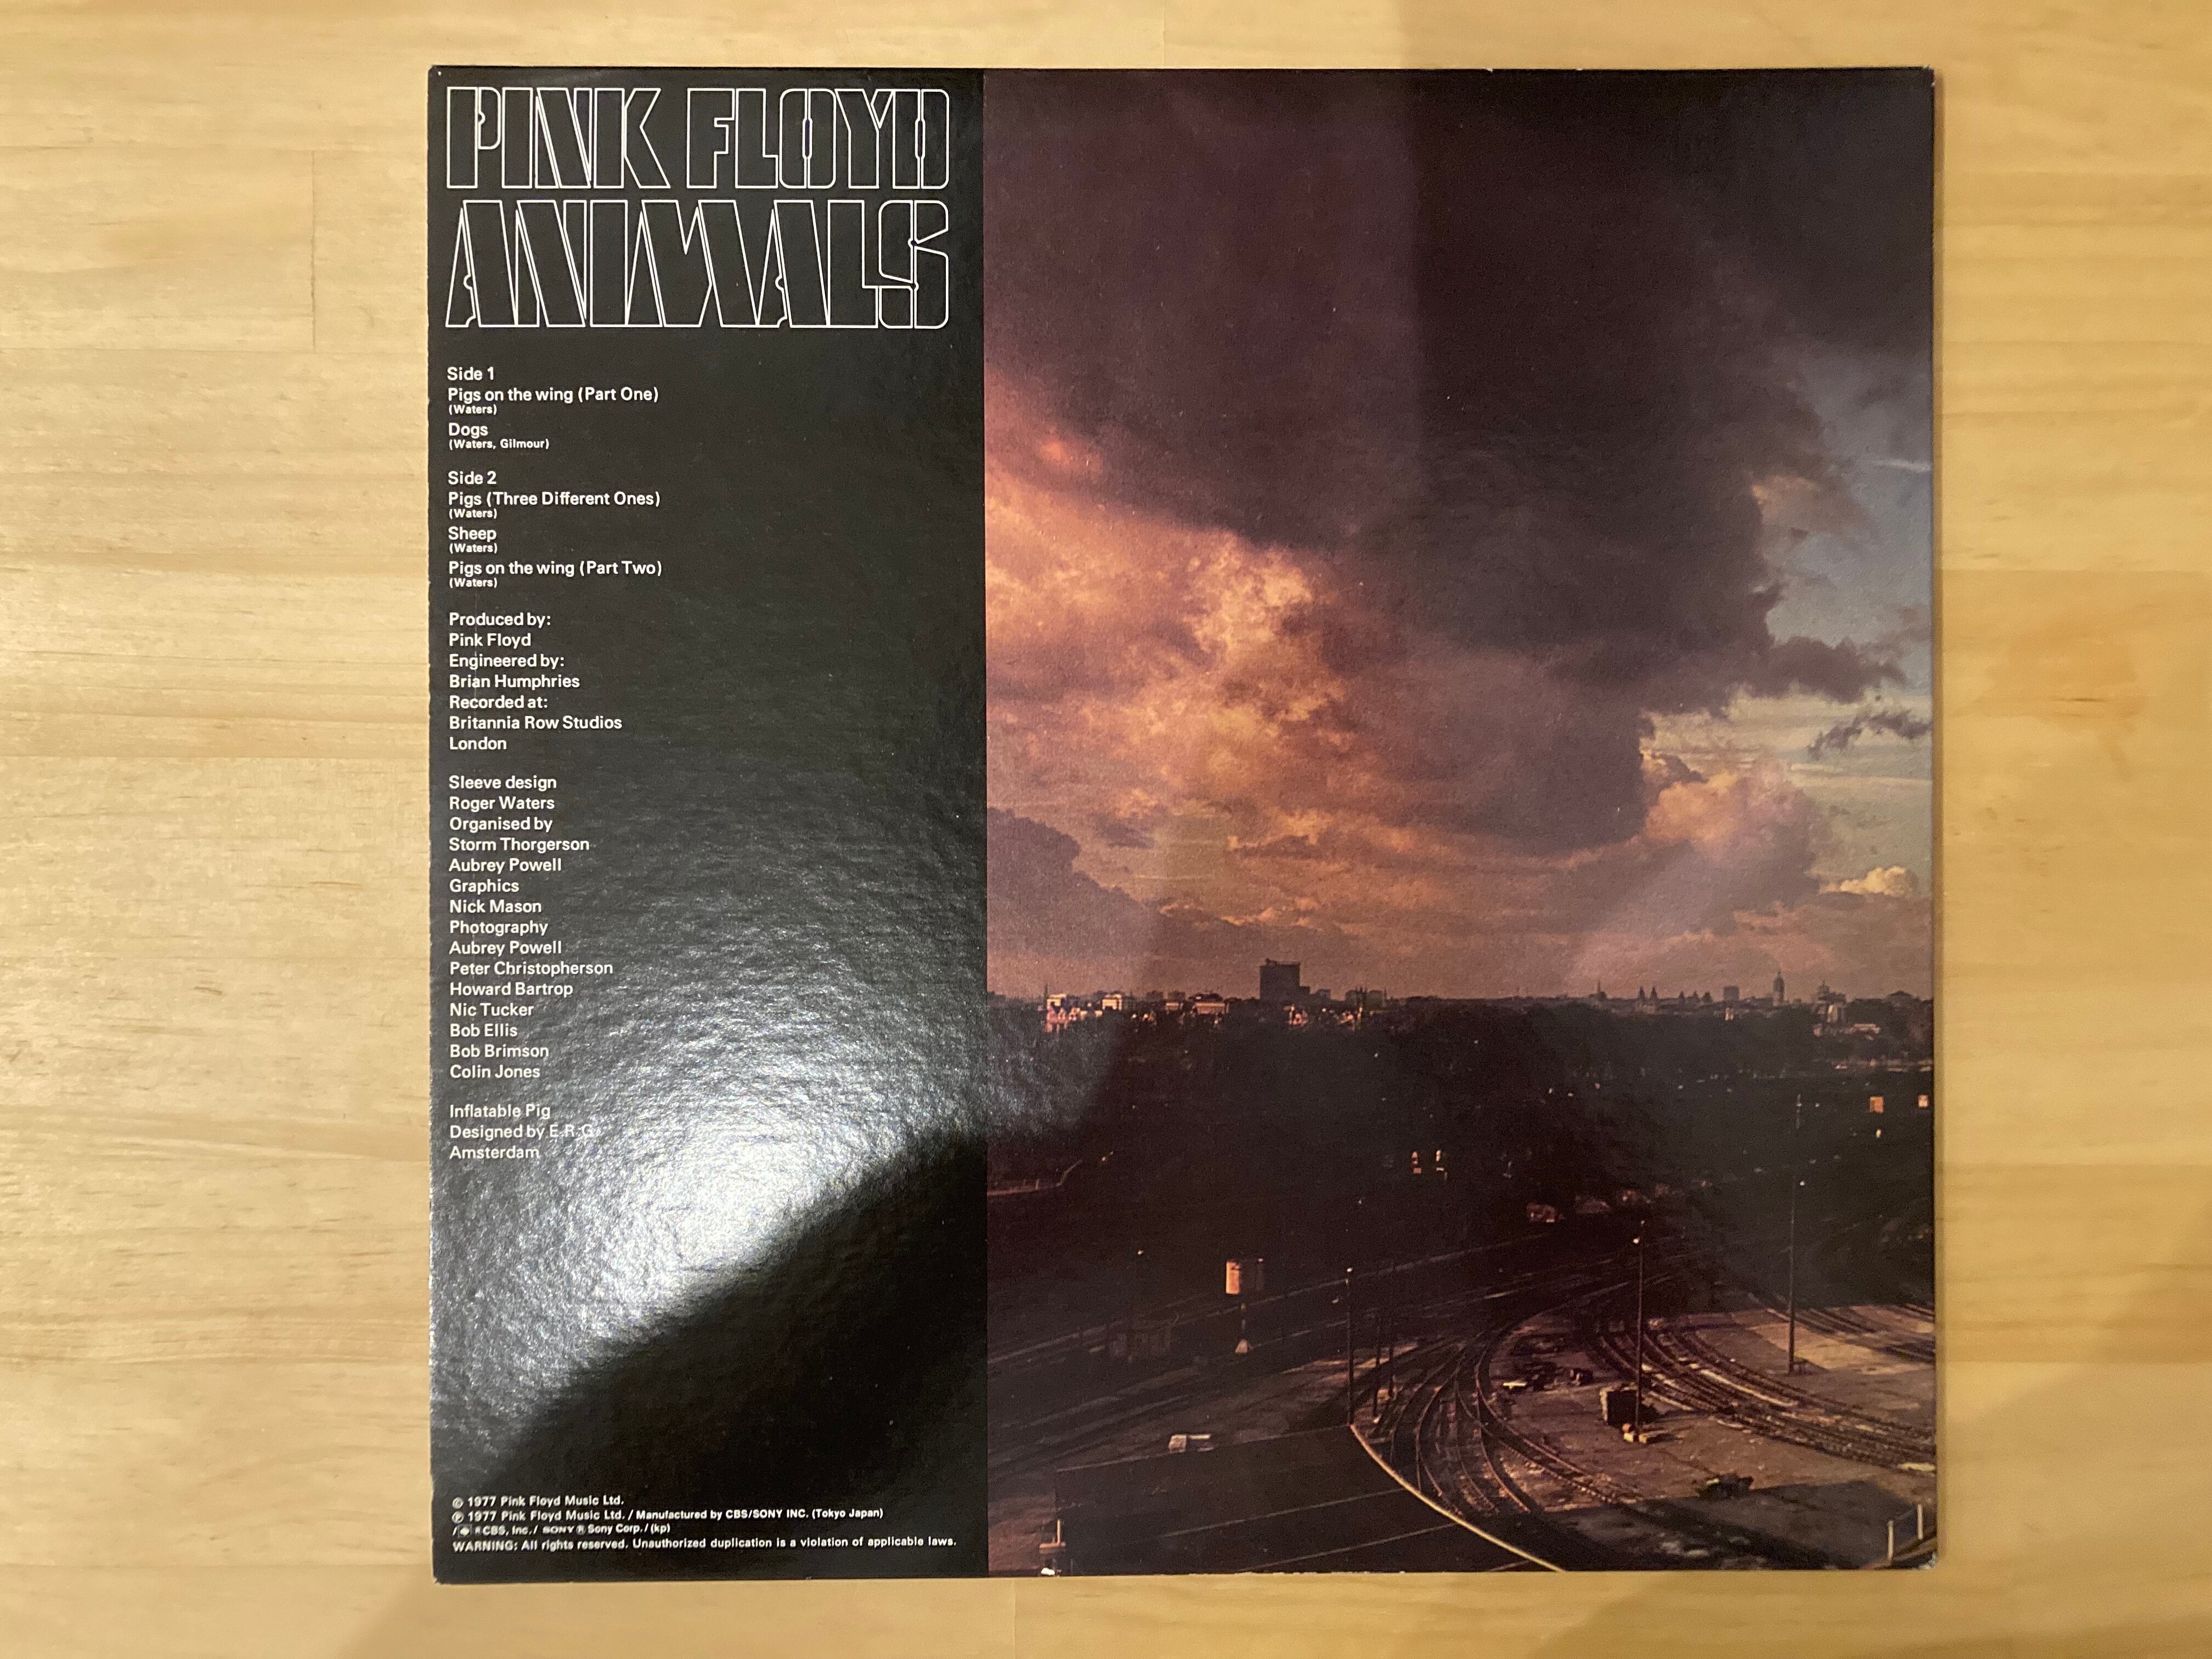 PINK FLOYD
ANIMALS
Side 1
Pigs on the wing (Part One)
(Waters)
Dogs
(Waters, Gilmour)
Side 2
Pigs (Three Different Ones)
(Waters)
Sheep
(Waters)
Pigs on the wing (Part Two)
(Waters)
Produced by:
Pink Floyd
Engineered by:
Brian Humphries
Recorded at:
Britannia Row Studios
London
Sleeve design
Roger Waters
Organised by
Storm Thorgerson
Aubrey Powell
Graphics
Nick Mason
Photography
Aubrey Powell
Peter Christopherson
Howard Bartrop
Nic Tucker
Bob Ellis
Bob Brimson
Colin Jones
Inflatable Pig
Designed by E.R.G.
Amsterdam
© 1977 Pink Floyd Music Ltd.
℗ 1977 Pink Floyd Music Ltd. / Manufactured by CBS/SONY INC. (Tokyo Japan)
/ ® CBS, Inc. / SONY ® Sony Corp. / (kp)
WARNING: All rights reserved. Unauthorized duplication is a violation of applicable laws.